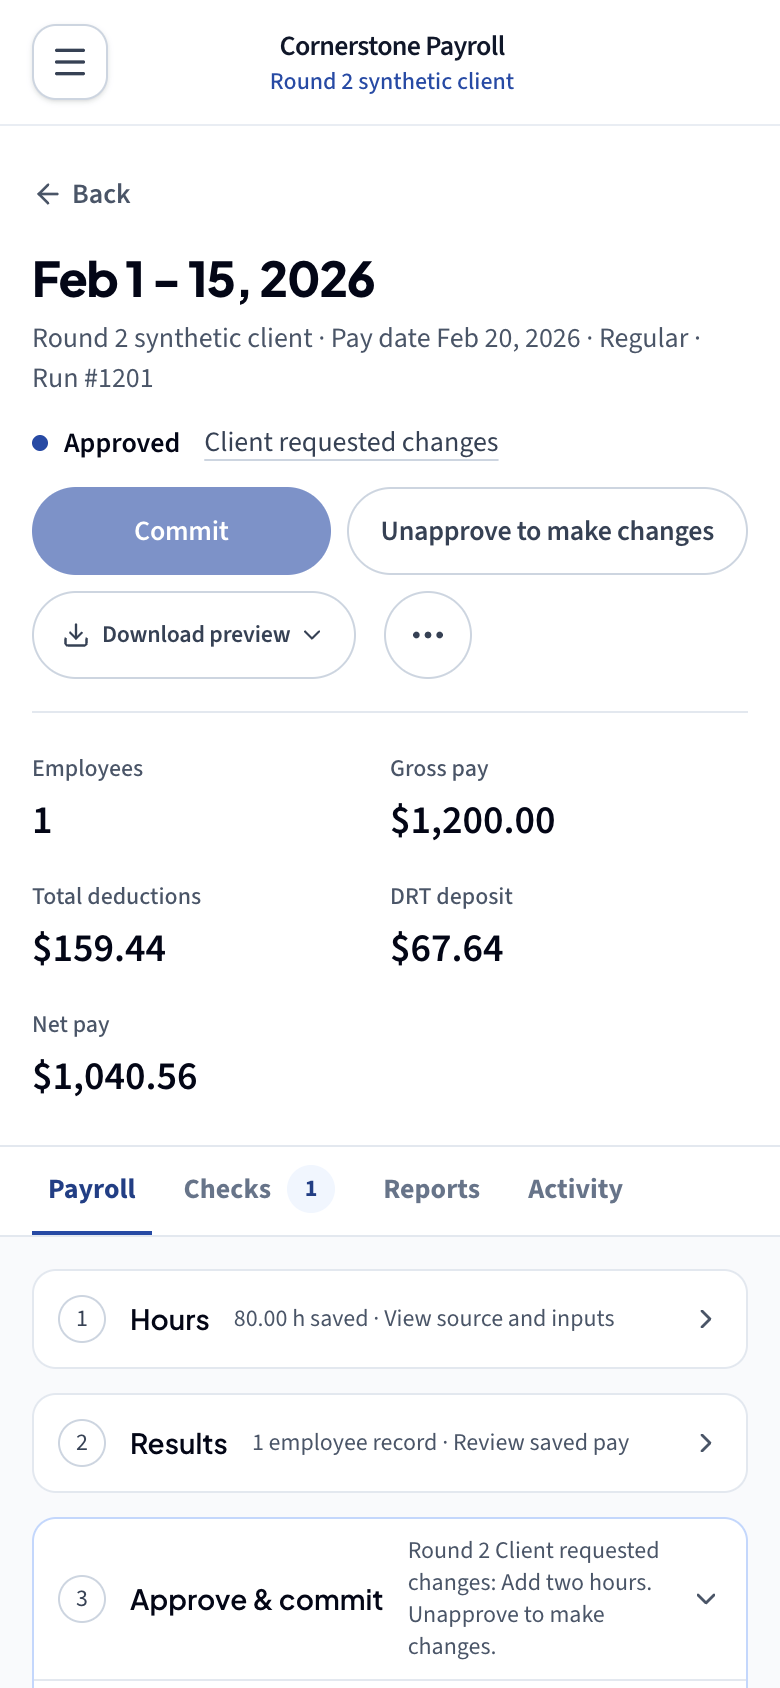 Cornerstone Payroll
Round 2 synthetic client
Back
Feb 1 – 15, 2026
Round 2 synthetic client · Pay date Feb 20, 2026 · Regular ·
Run #1201
Approved Client requested changes
Commit Unapprove to make changes
Download preview
Employees Gross pay
1 $1,200.00
Total deductions DRT deposit
$159.44 $67.64
Net pay
$1,040.56
Payroll Checks 1 Reports Activity
1 Hours 80.00 h saved · View source and inputs
2 Results 1 employee record · Review saved pay
3 Approve & commit
Round 2 Client requested
changes: Add two hours.
Unapprove to make
changes.